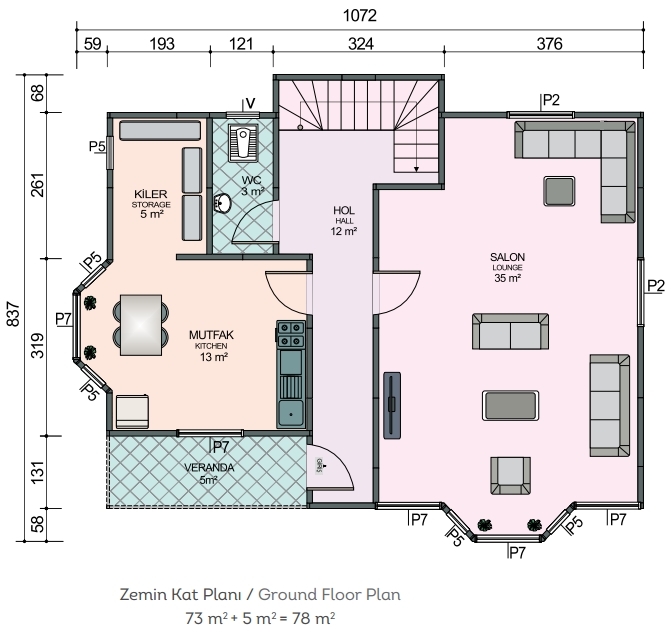 1072
59 193 121 324 376
68
V
P2
P5
WC
3 m²
KİLER
STORAGE
5 m²
261
HOL
HALL
12 m²
SALON
LOUNGE
35 m²
P5
P2
P7
837
319
MUTFAK
KITCHEN
13 m²
P5
P7
VERANDA
5m²
GİRİŞ
131
P7
P5
P7
P5
P7
58
Zemin Kat Planı / Ground Floor Plan
73 m² + 5 m² = 78 m²